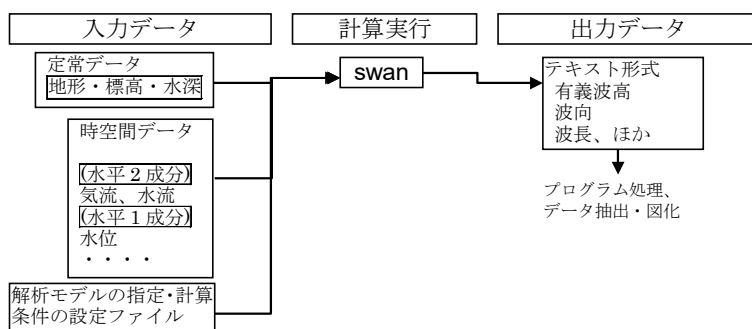 入力データ
計算実行
出力データ
定常データ
地形・標高・水深
時空間データ
(水平２成分)
気流、水流
(水平１成分)
水位
・・・・
解析モデルの指定・計算
条件の設定ファイル
swan
テキスト形式
有義波高
波向
波長、ほか
プログラム処理、
データ抽出・図化